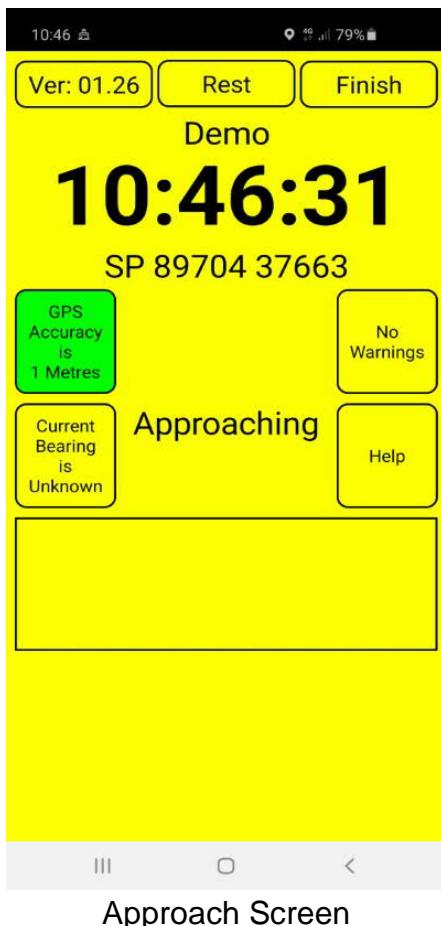 10:46 4G 79%
Ver: 01.26 Rest Finish
Demo
10:46:31
SP 89704 37663
GPS
Accuracy
is
1 Metres
No
Warnings
Approaching
Current
Bearing
is
Unknown
Help
Approach Screen